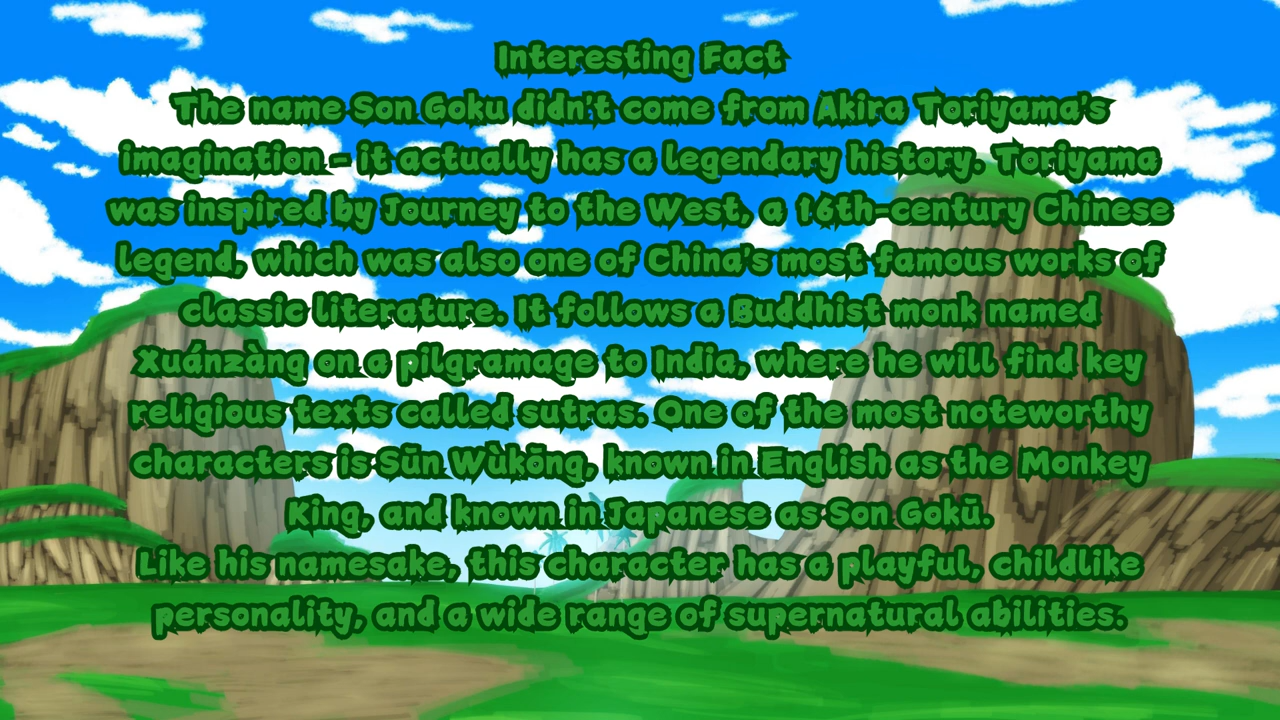 Interesting Fact
The name Son Goku didn't come from Akira Toriyama's
imagination - it actually has a legendary history. Toriyama
was inspired by Journey to the West, a 16th-century Chinese
legend, which was also one of China's most famous works of
classic literature. It follows a Buddhist monk named
Xuánzàng on a pilgramage to India, where he will find key
religious texts called sutras. One of the most noteworthy
characters is Sūn Wùkōng, known in English as the Monkey
King, and known in Japanese as Son Gokū.
Like his namesake, this character has a playful, childlike
personality, and a wide range of supernatural abilities.